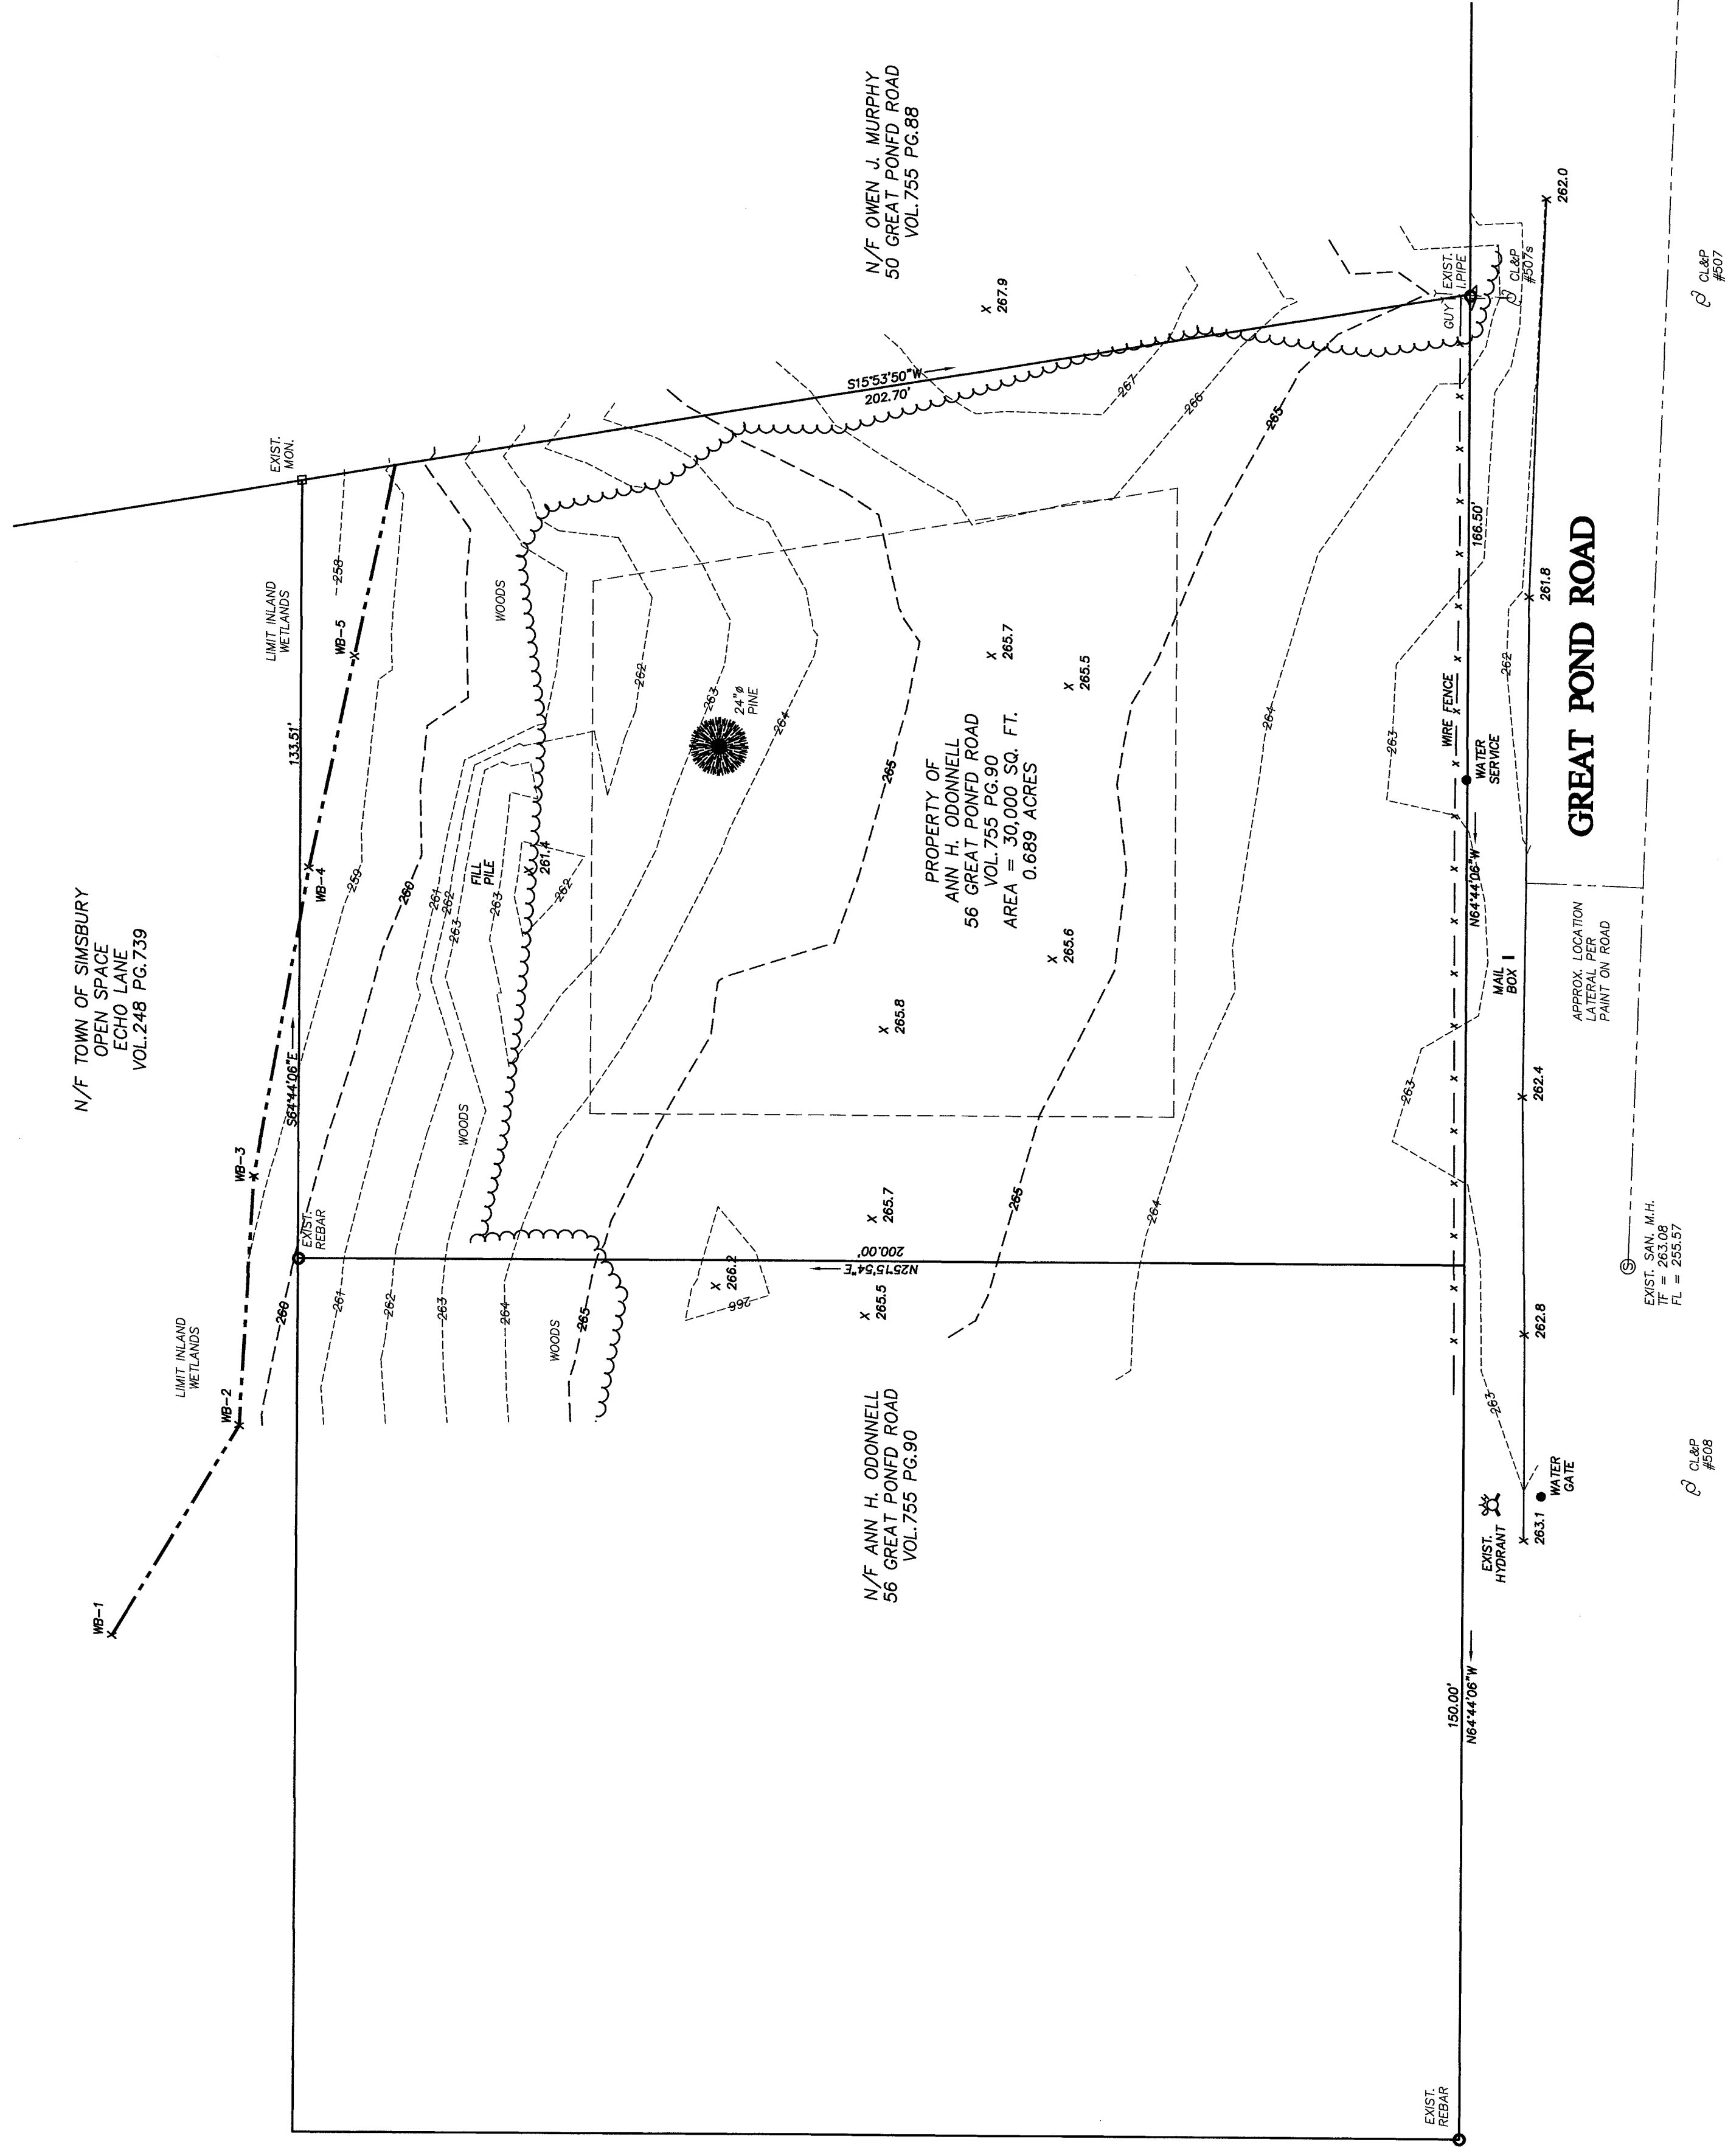 N/F TOWN OF SIMSBURY
OPEN SPACE
ECHO LANE
VOL.248 PG.739
N/F OWEN J. MURPHY
50 GREAT PONFD ROAD
VOL.755 PG.88
EXIST.
MON.
LIMIT INLAND
WETLANDS
WB-5
258
133.51'
WB-4
S64°44'06"E
WB-3
EXIST.
REBAR
LIMIT INLAND
WETLANDS
WB-2
WB-1
259
260
261
262
263
FILL
PILE
263
261.4
262
WOODS
262
263
24"Ø
PINE
264
265
WOODS
260
261
262
263
264
265
WOODS
266.2
266
265.7
265.5
200.00'
N25°15'54"E
265.8
265.6
265.7
265.5
S15°53'50"W
202.70'
267.9
267
266
265
PROPERTY OF
ANN H. ODONNELL
56 GREAT PONFD ROAD
VOL.755 PG.90
AREA = 30,000 SQ. FT.
0.689 ACRES
N/F ANN H. ODONNELL
56 GREAT PONFD ROAD
VOL.755 PG.90
265
264
264
263
263
263
262
GUY
EXIST.
I.PIPE
CL&P
#507s
262.0
166.50'
WIRE FENCE
WATER
SERVICE
N64°44'06"W
MAIL
BOX
261.8
262.4
262.8
263.1
GREAT POND ROAD
APPROX. LOCATION
LATERAL PER
PAINT ON ROAD
S
EXIST. SAN. M.H.
TF = 263.08
FL = 255.57
EXIST.
HYDRANT
WATER
GATE
150.00'
N64°44'06"W
EXIST.
REBAR
CL&P
#507
CL&P
#508